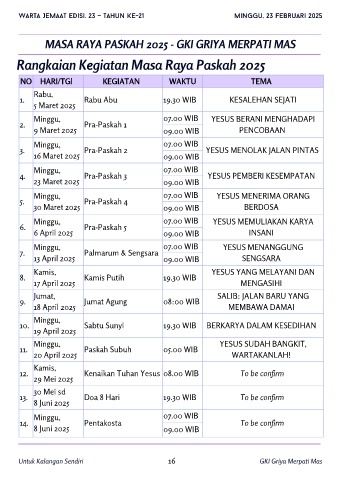 WARTA JEMAAT EDISI. 23 – TAHUN KE-21 MINGGU, 23 FEBRUARI 2025
MASA RAYA PASKAH 2025 - GKI GRIYA MERPATI MAS
Rangkaian Kegiatan Masa Raya Paskah 2025
NO HARI/TGl KEGIATAN WAKTU TEMA
1. Rabu, 5 Maret 2025 Rabu Abu 19.30 WIB KESALEHAN SEJATI
2. Minggu, 9 Maret 2025 Pra-Paskah 1 07.00 WIB 09.00 WIB YESUS BERANI MENGHADAPI PENCOBAAN
3. Minggu, 16 Maret 2025 Pra-Paskah 2 07.00 WIB 09.00 WIB YESUS MENOLAK JALAN PINTAS
4. Minggu, 23 Maret 2025 Pra-Paskah 3 07.00 WIB 09.00 WIB YESUS PEMBERI KESEMPATAN
5. Minggu, 30 Maret 2025 Pra-Paskah 4 07.00 WIB 09.00 WIB YESUS MENERIMA ORANG BERDOSA
6. Minggu, 6 April 2025 Pra-Paskah 5 07.00 WIB 09.00 WIB YESUS MEMULIAKAN KARYA INSANI
7. Minggu, 13 April 2025 Palmarum & Sengsara 07.00 WIB 09.00 WIB YESUS MENANGGUNG SENGSARA
8. Kamis, 17 April 2025 Kamis Putih 19.30 WIB YESUS YANG MELAYANI DAN MENGASIHI
9. Jumat, 18 April 2025 Jumat Agung 08:00 WIB SALIB: JALAN BARU YANG MEMBAWA DAMAI
10. Minggu, 19 April 2025 Sabtu Sunyi 19.30 WIB BERKARYA DALAM KESEDIHAN
11. Minggu, 20 April 2025 Paskah Subuh 05.00 WIB YESUS SUDAH BANGKIT, WARTAKANLAH!
12. Kamis, 29 Mei 2025 Kenaikan Tuhan Yesus 08.00 WIB To be confirm
13. 30 Mei sd 8 Juni 2025 Doa 8 Hari 19.30 WIB To be confirm
14. Minggu, 8 Juni 2025 Pentakosta 07.00 WIB 09.00 WIB To be confirm
Untuk Kalangan Sendiri 16 GKI Griya Merpati Mas